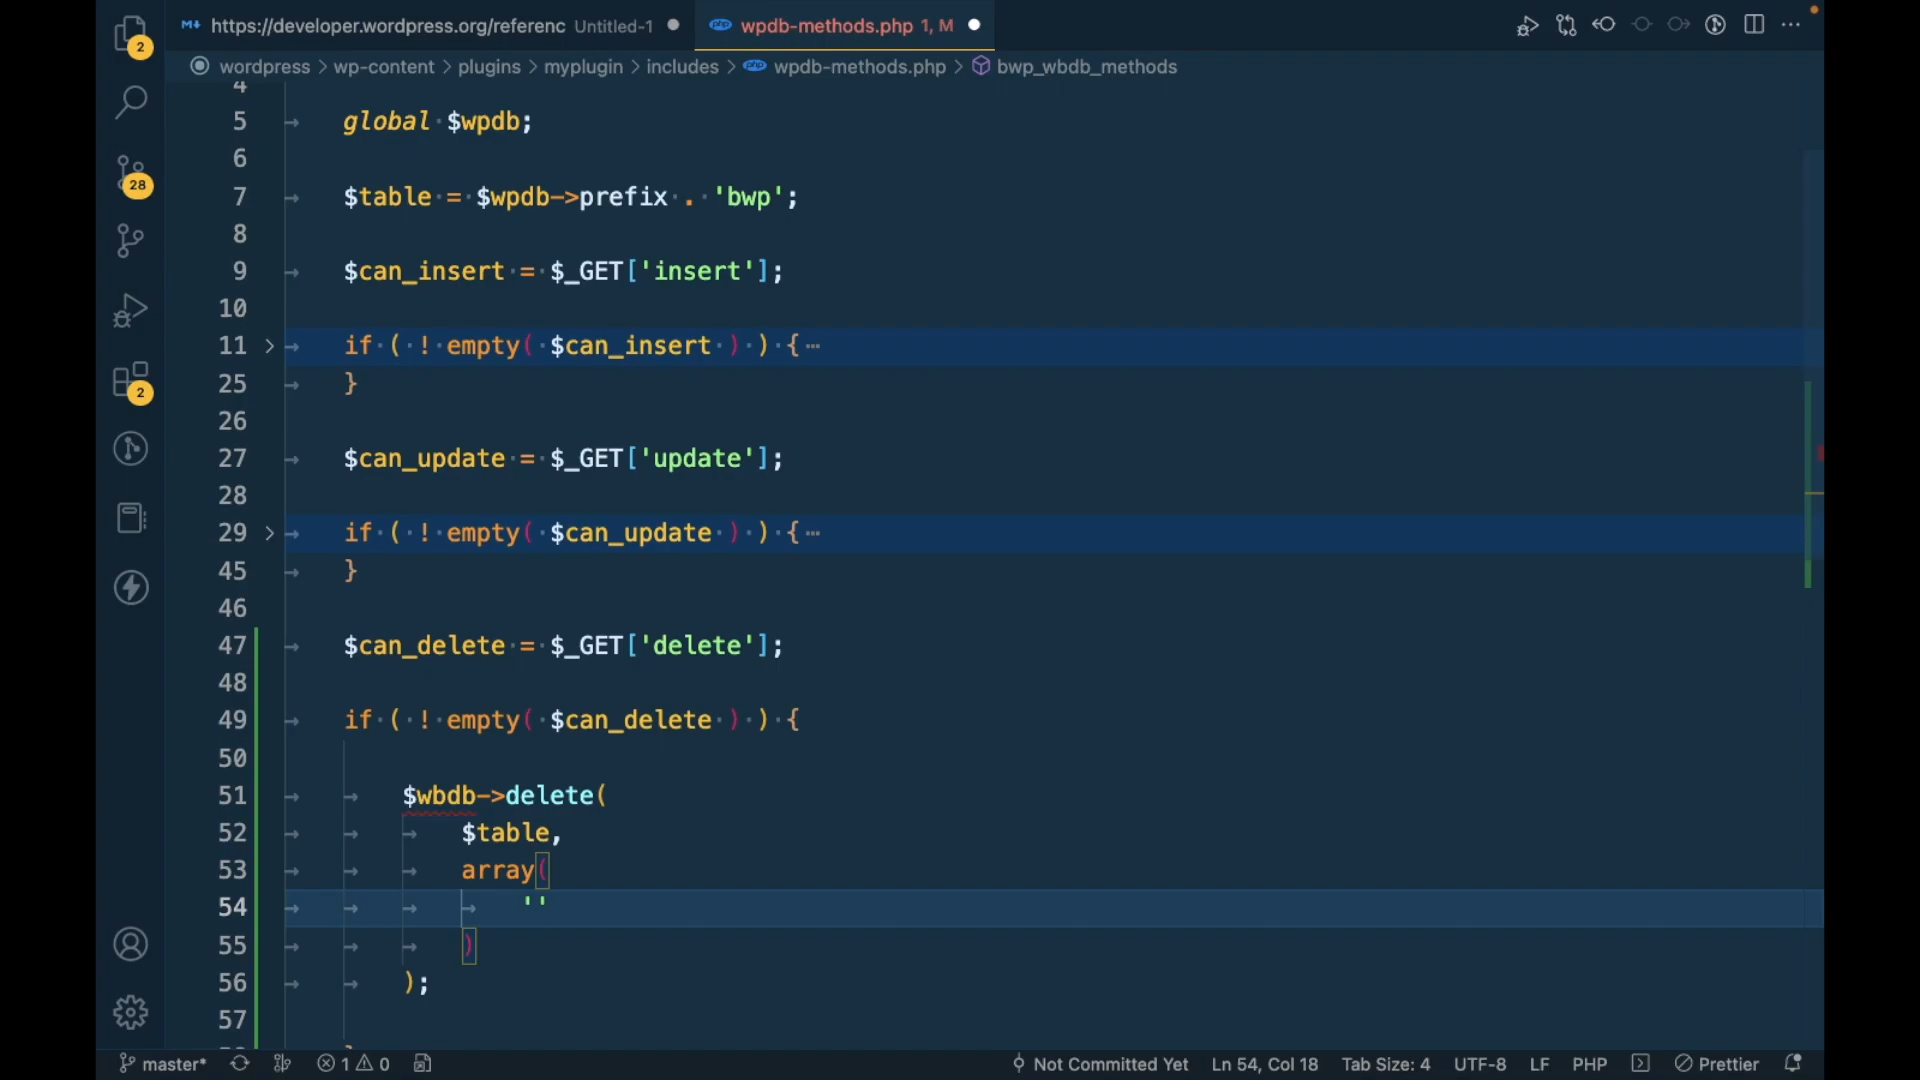 https://developer.wordpress.org/referenc Untitled-1 ● wpdb-methods.php 1, M ●
wordpress > wp-content > plugins > myplugin > includes > wpdb-methods.php > bwp_wbdb_methods
4
5 global $wpdb;
6
7 $table = $wpdb->prefix . 'bwp';
8
9 $can_insert = $_GET['insert'];
10
11 if ( ! empty( $can_insert ) ) { ⋯
25 }
26
27 $can_update = $_GET['update'];
28
29 if ( ! empty( $can_update ) ) { ⋯
45 }
46
47 $can_delete = $_GET['delete'];
48
49 if ( ! empty( $can_delete ) ) {
50
51 $wbdb->delete(
52 $table,
53 array(
54 ''
55 )
56 );
57
2
28
2
master* 1 0 Not Committed Yet Ln 54, Col 18 Tab Size: 4 UTF-8 LF PHP Prettier